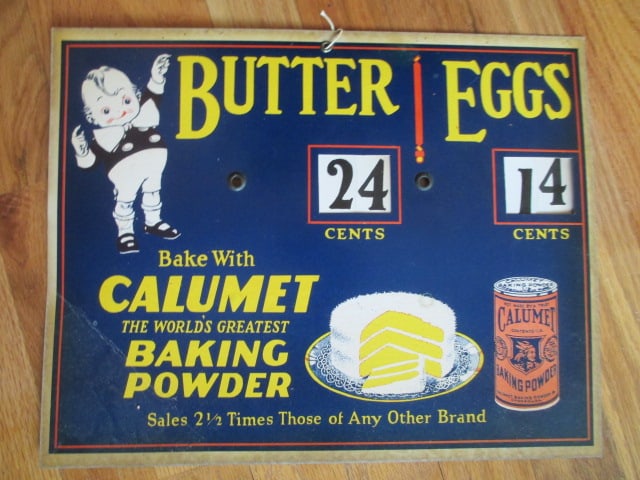 BUTTER EGGS
24 14
CENTS CENTS
Bake With
CALUMET
THE WORLD'S GREATEST
BAKING
POWDER
Sales 2½ Times Those of Any Other Brand
CALUMET
BAKING POWDER